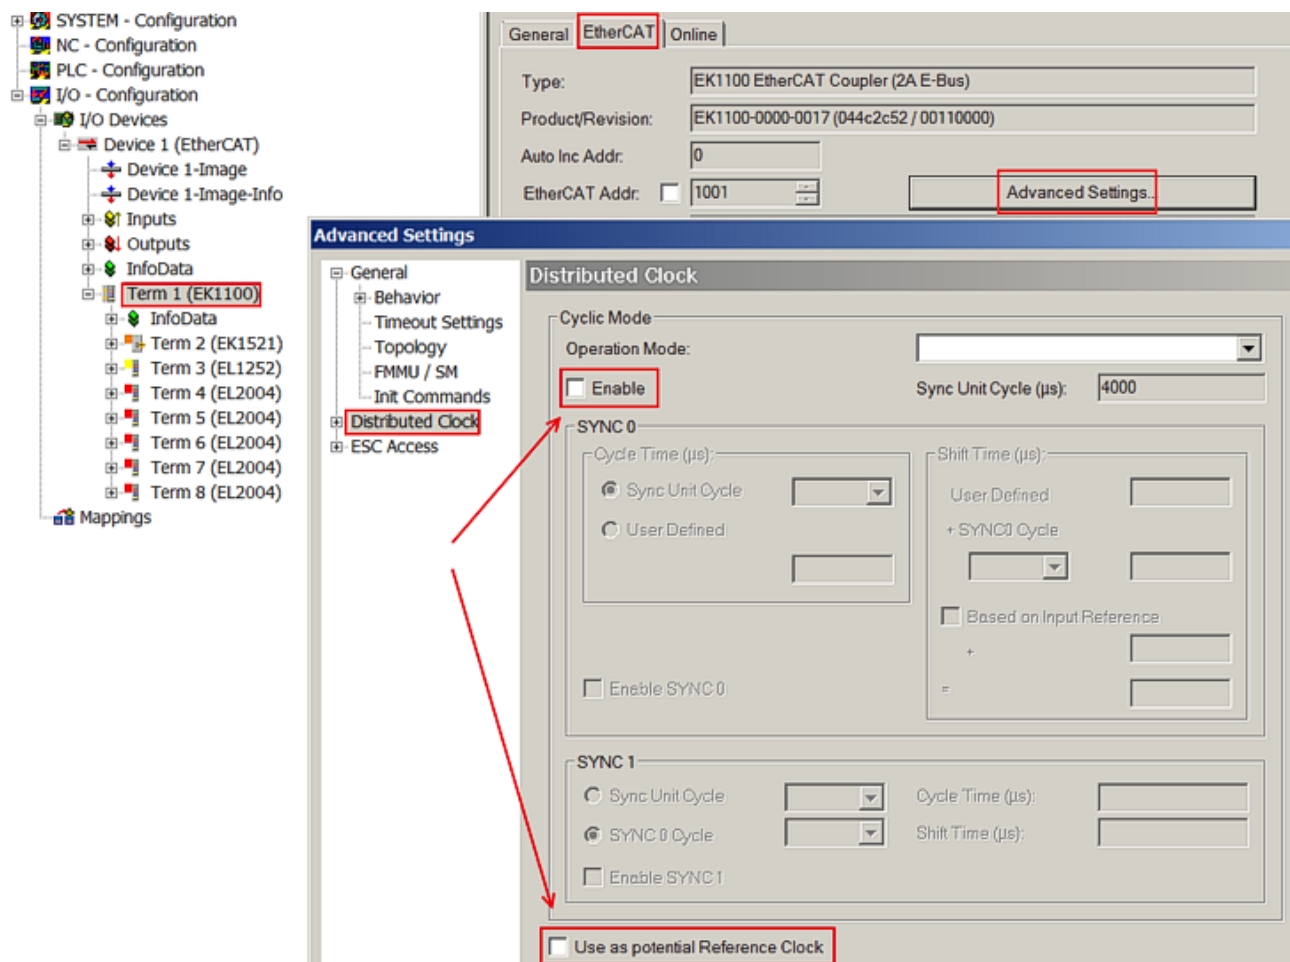 SYSTEM - Configuration
NC - Configuration
PLC - Configuration
I/O - Configuration
I/O Devices
Device 1 (EtherCAT)
Device 1-Image
Device 1-Image-Info
Inputs
Outputs
InfoData
Term 1 (EK1100)
InfoData
Term 2 (EK1521)
Term 3 (EL1252)
Term 4 (EL2004)
Term 5 (EL2004)
Term 6 (EL2004)
Term 7 (EL2004)
Term 8 (EL2004)
Mappings
General EtherCAT Online
Type: EK1100 EtherCAT Coupler (2A E-Bus)
Product/Revision: EK1100-0000-0017 (044c2c52 / 00110000)
Auto Inc Addr: 0
EtherCAT Addr: 1001 Advanced Settings..
Advanced Settings
General
Behavior
Timeout Settings
Topology
FMMU / SM
Init Commands
Distributed Clock
ESC Access
Distributed Clock
Cyclic Mode
Operation Mode:
Enable Sync Unit Cycle (µs): 4000
SYNC 0
Cycle Time (µs): Shift Time (µs):
Sync Unit Cycle User Defined
User Defined + SYNC0 Cycle
Based on Input Reference
+
Enable SYNC 0 =
SYNC 1
Sync Unit Cycle Cycle Time (µs):
SYNC 0 Cycle Shift Time (µs):
Enable SYNC 1
Use as potential Reference Clock